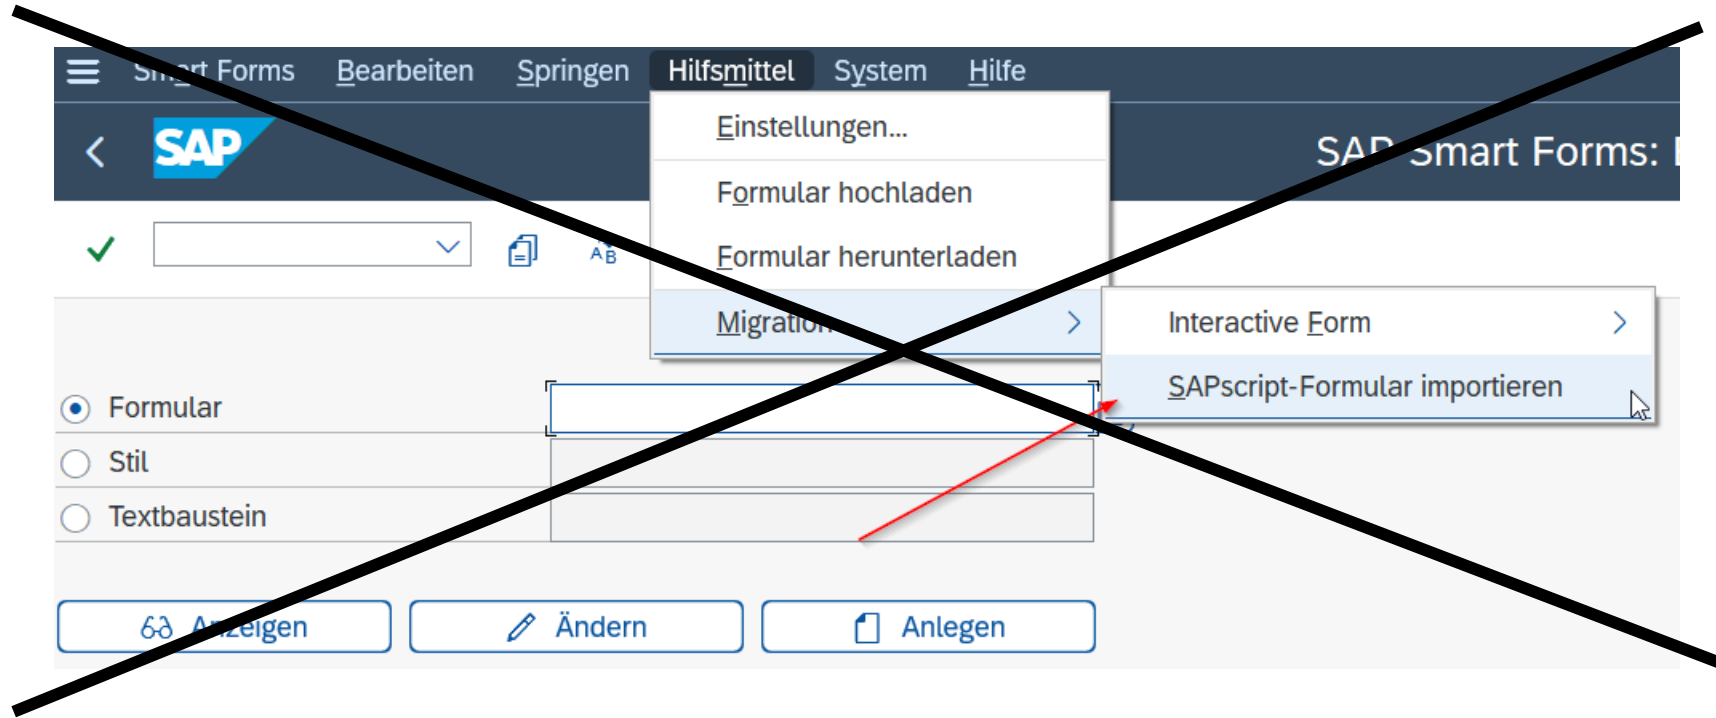 Smart Forms Bearbeiten Springen Hilfsmittel System Hilfe
SAP
SAP Smart Forms:
Einstellungen...
Formular hochladen
Formular herunterladen
Migration
Interactive Form
SAPscript-Formular importieren
Formular
Stil
Textbaustein
Anzeigen Ändern Anlegen